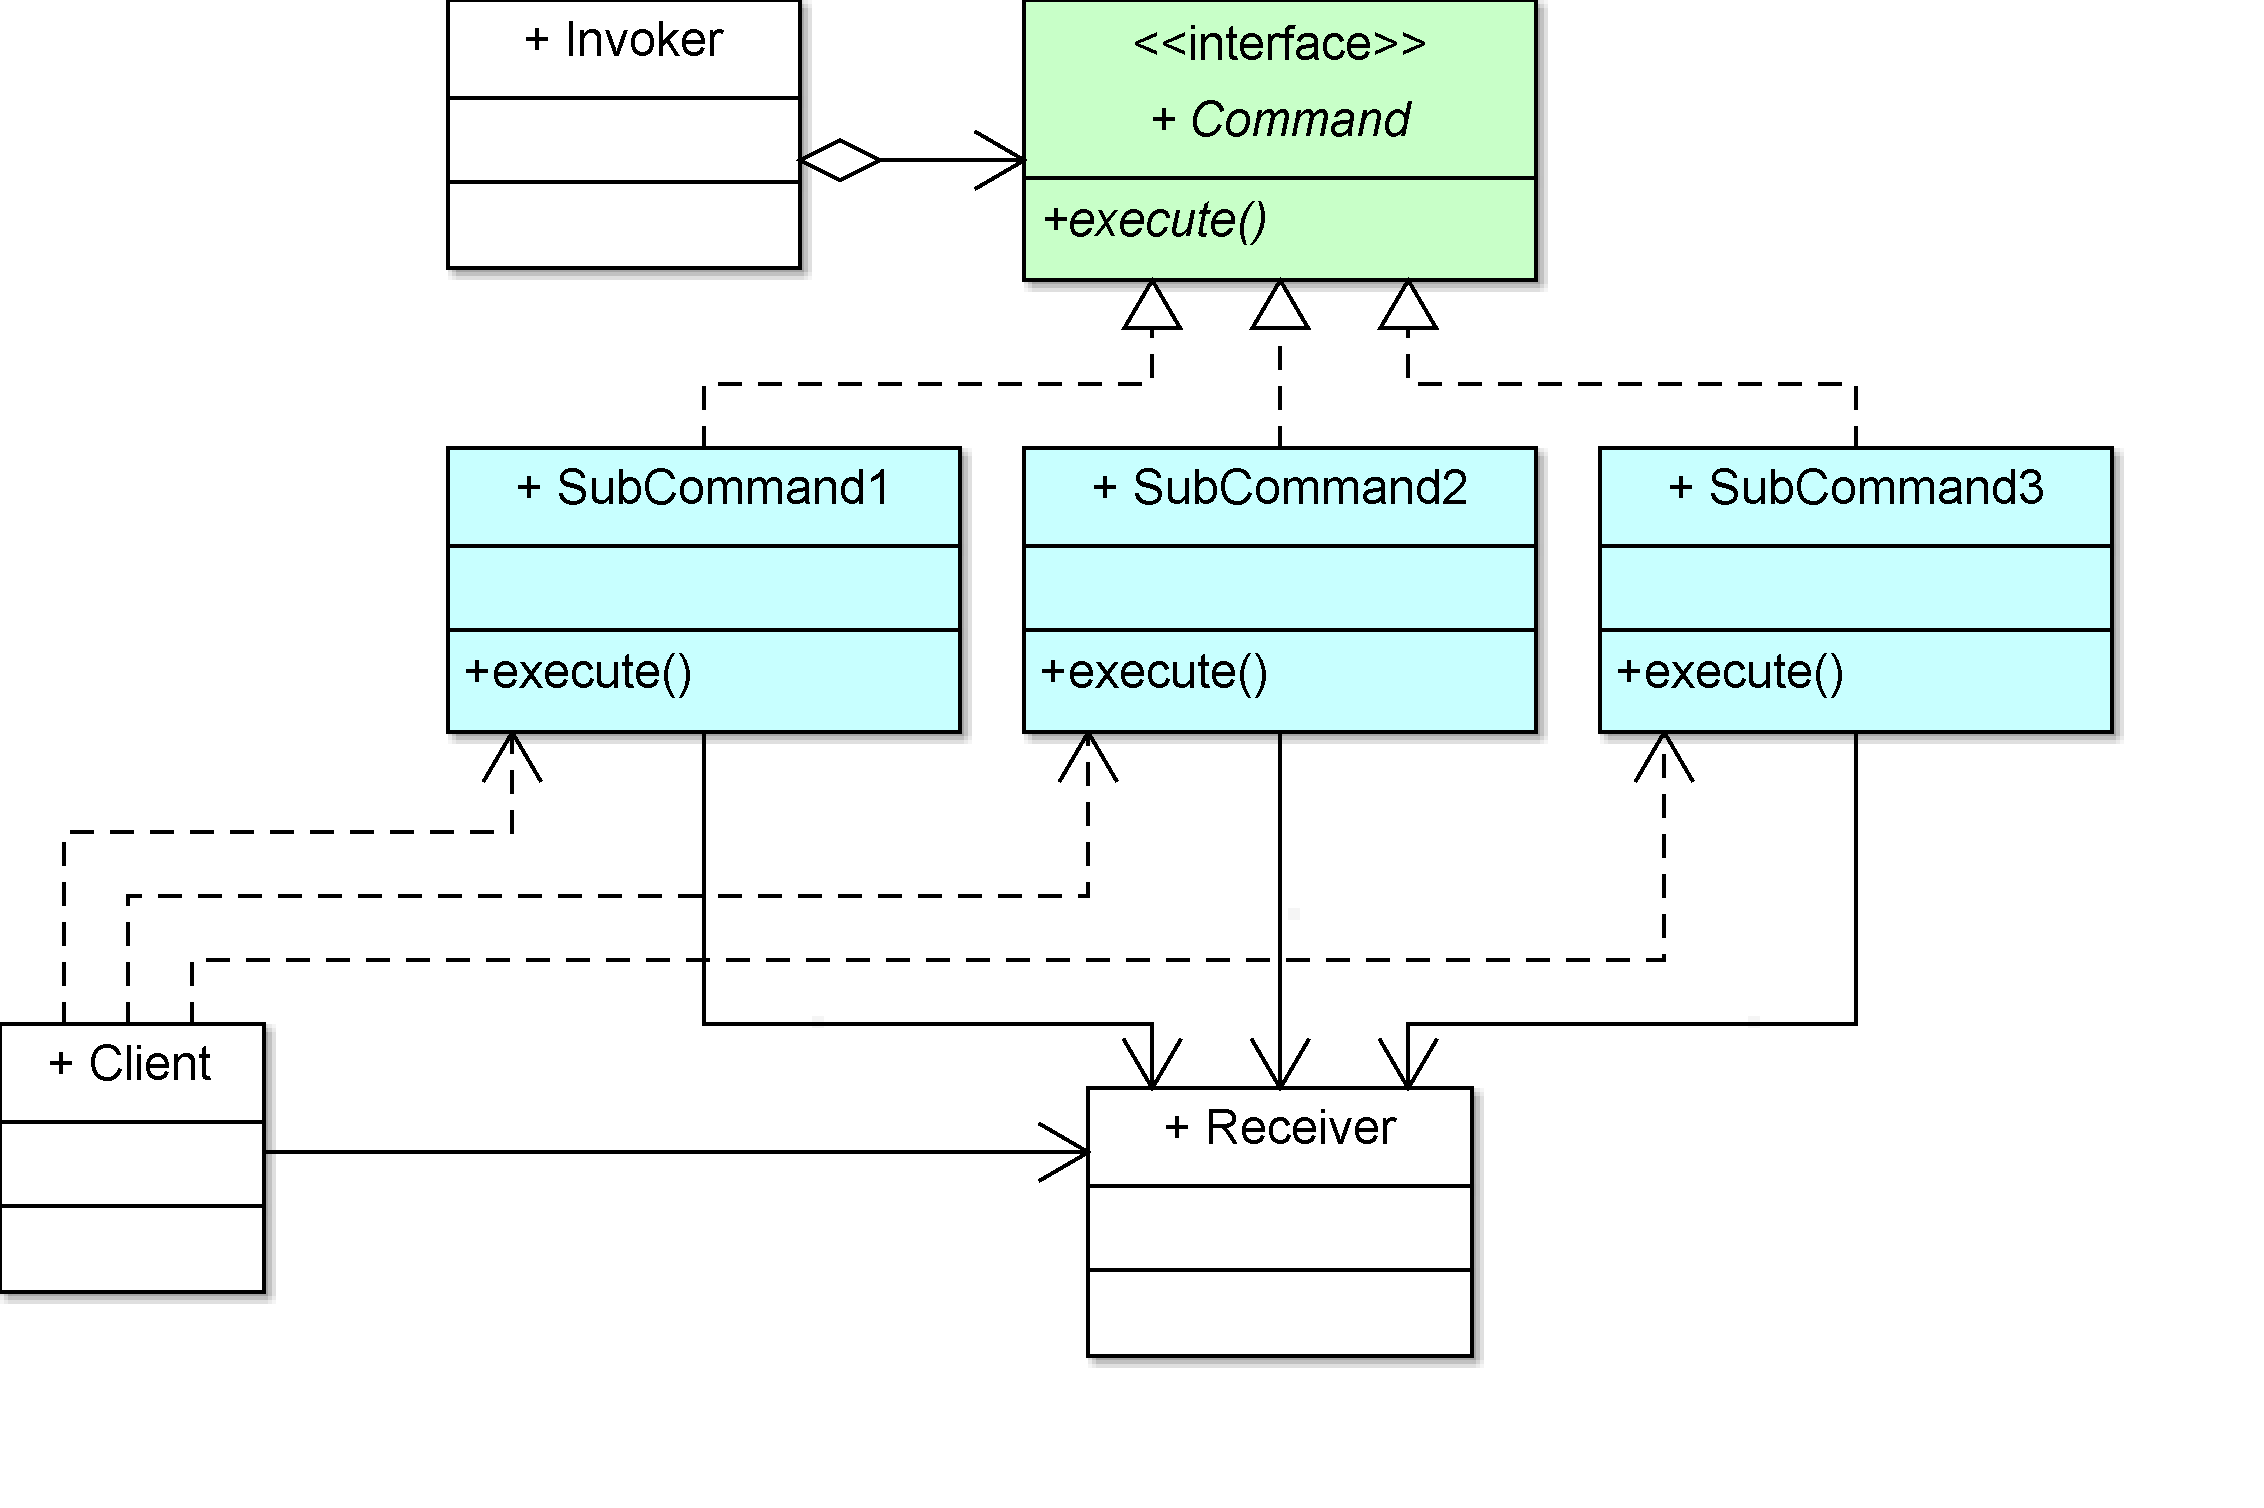 + Invoker
<<interface>>
+ Command
+execute()
+ SubCommand1
+execute()
+ SubCommand2
+execute()
+ SubCommand3
+execute()
+ Client
+ Receiver